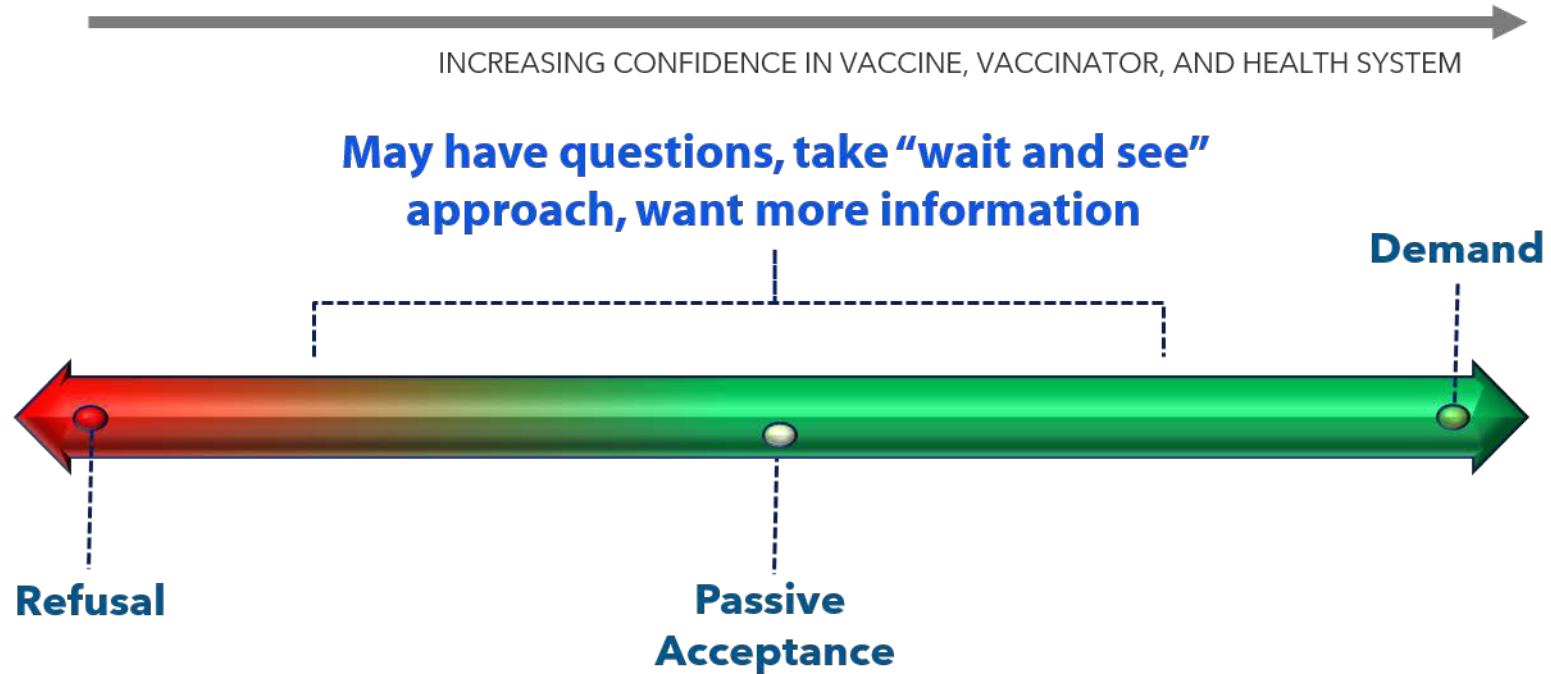 INCREASING CONFIDENCE IN VACCINE, VACCINATOR, AND HEALTH SYSTEM
May have questions, take “wait and see”
approach, want more information
Demand
Refusal
Passive
Acceptance